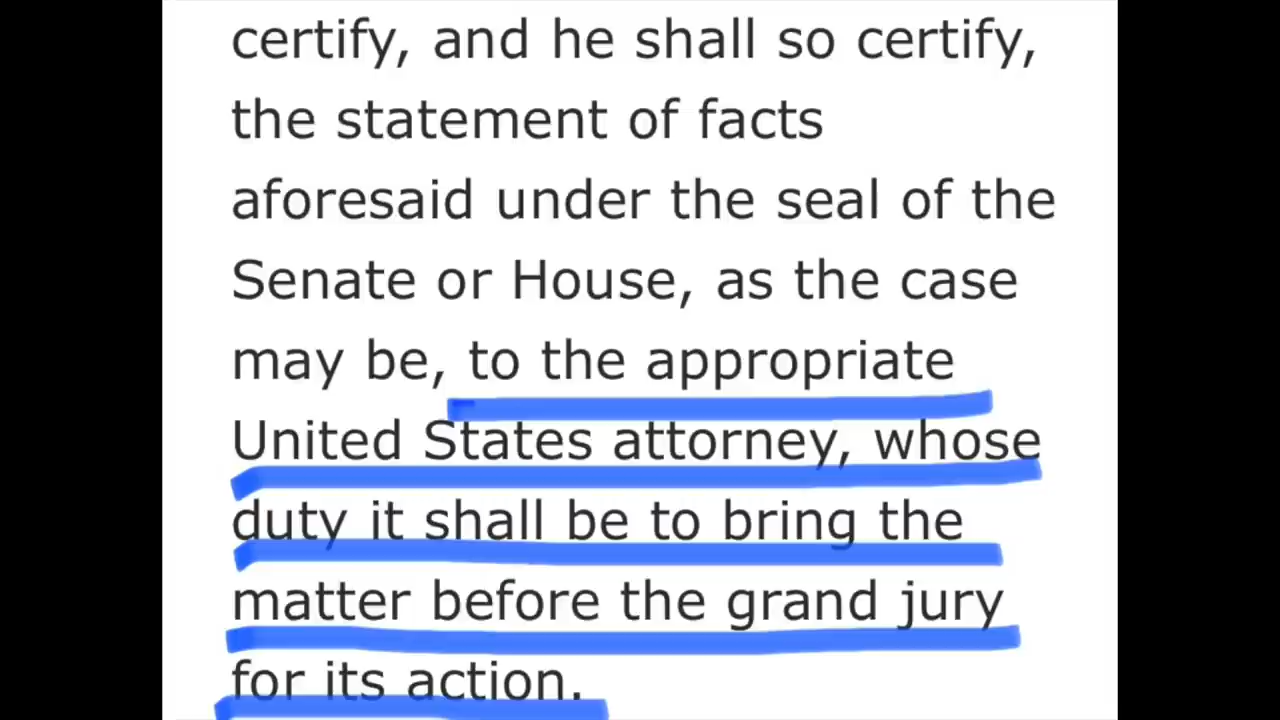 certify, and he shall so certify,
the statement of facts
aforesaid under the seal of the
Senate or House, as the case
may be, to the appropriate
United States attorney, whose
duty it shall be to bring the
matter before the grand jury
for its action.